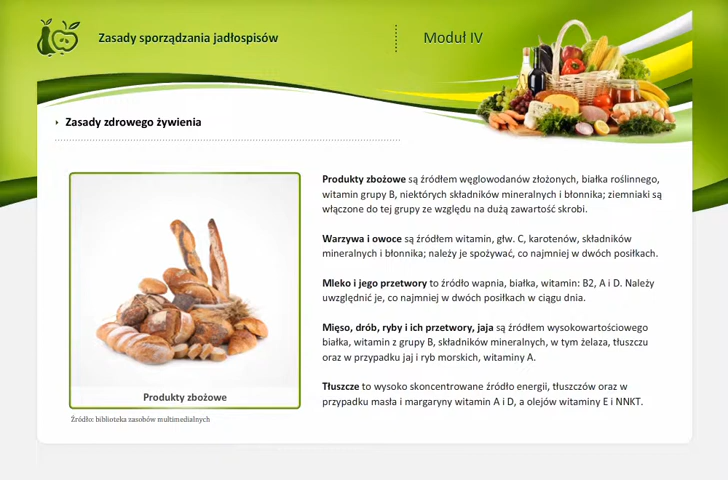 Zasady sporządzania jadłospisów
Moduł IV
Zasady zdrowego żywienia
Produkty zbożowe są źródłem węglowodanów złożonych, białka roślinnego,
witamin grupy B, niektórych składników mineralnych i błonnika; ziemniaki są
włączone do tej grupy ze względu na dużą zawartość skrobi.
Warzywa i owoce są źródłem witamin, głw. C, karotenów, składników
mineralnych i błonnika; należy je spożywać, co najmniej w dwóch posiłkach.
Mleko i jego przetwory to źródło wapnia, białka, witamin: B2, A i D. Należy
uwzględnić je, co najmniej w dwóch posiłkach w ciągu dnia.
Mięso, drób, ryby i ich przetwory, jaja są źródłem wysokowartościowego
białka, witamin z grupy B, składników mineralnych, w tym żelaza, tłuszczu
oraz w przypadku jaj i ryb morskich, witaminy A.
Tłuszcze to wysoko skoncentrowane źródło energii, tłuszczów oraz w
przypadku masła i margaryny witamin A i D, a olejów witaminy E i NNKT.
Produkty zbożowe
Źródło: biblioteka zasobów multimedialnych